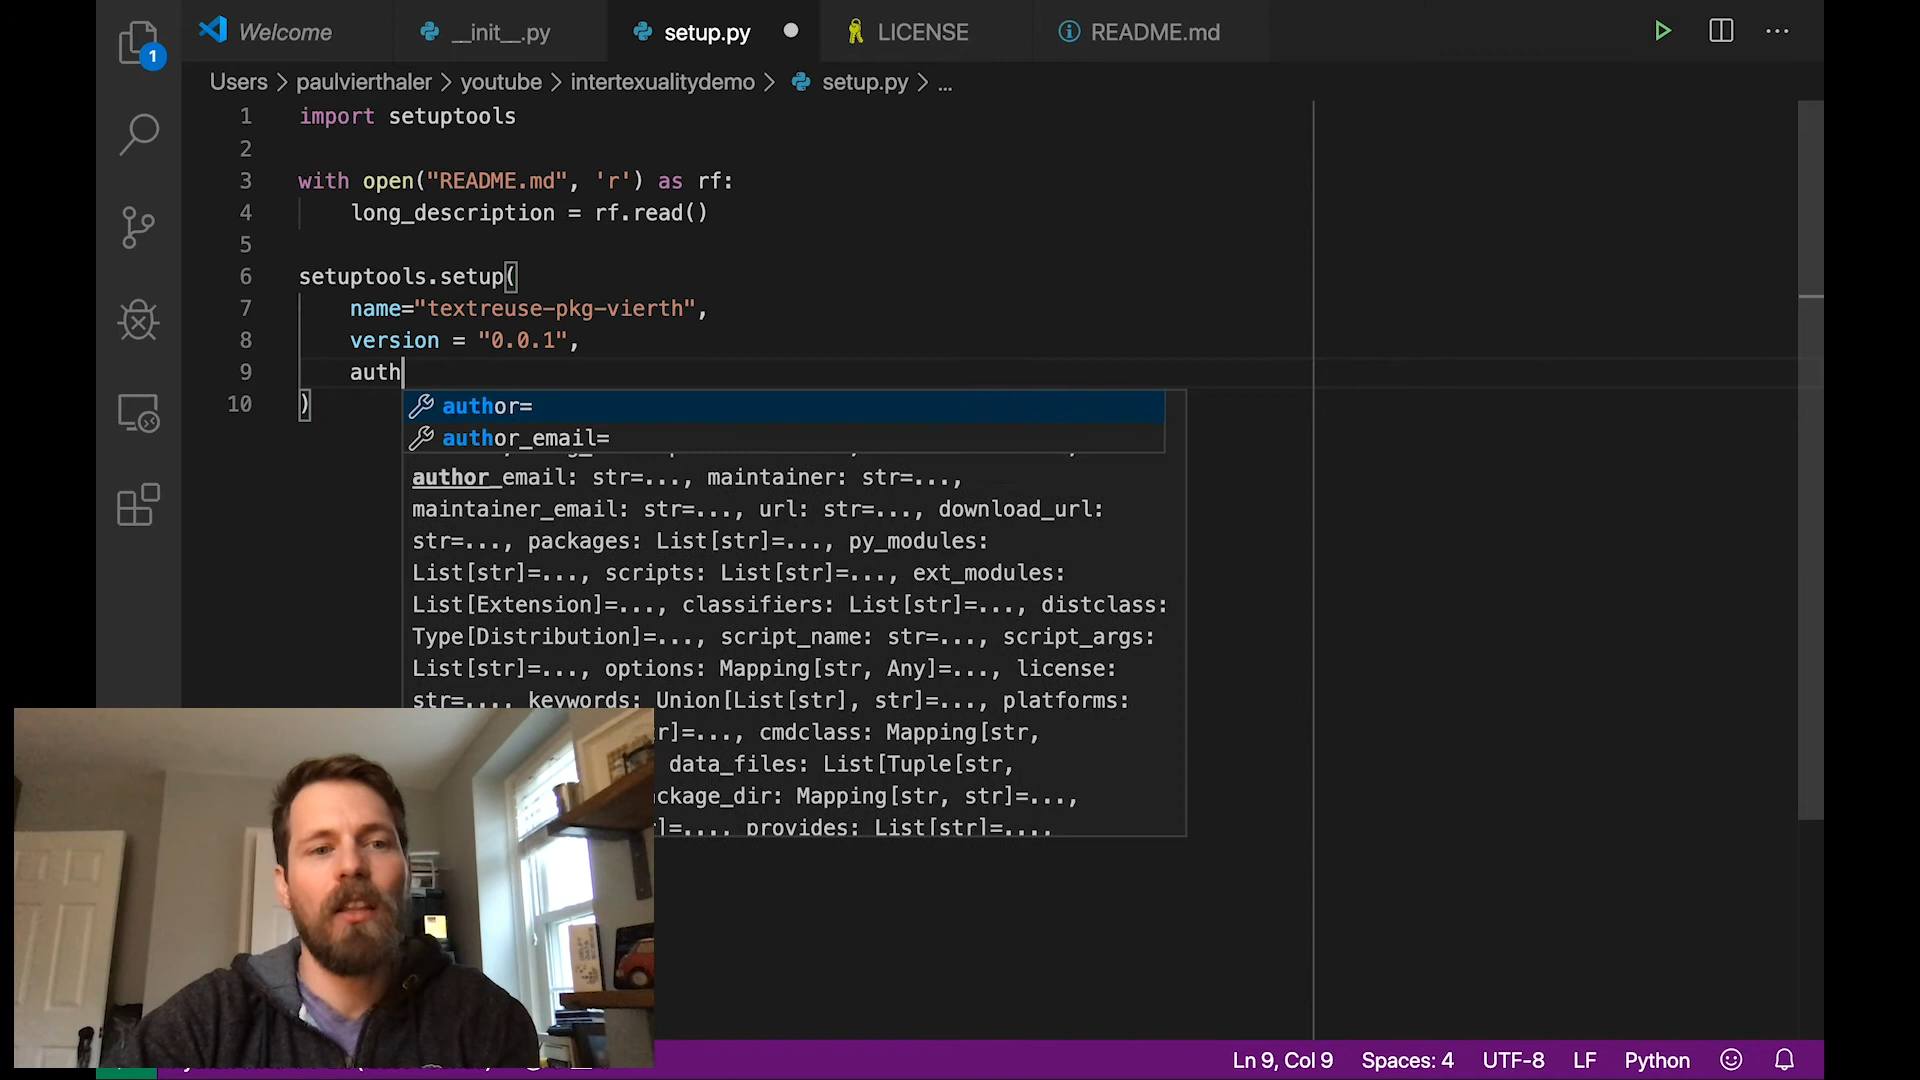 1
Welcome
__init__.py
setup.py
LICENSE
README.md
Users > paulvierthaler > youtube > intertexualitydemo > setup.py > ...
1 import setuptools
2
3 with open("README.md", 'r') as rf:
4 long_description = rf.read()
5
6 setuptools.setup(
7 name="textreuse-pkg-vierth",
8 version = "0.0.1",
9 auth
10 )
author=
author_email=
author_email: str=..., maintainer: str=...,
maintainer_email: str=..., url: str=..., download_url:
str=..., packages: List[str]=..., py_modules:
List[str]=..., scripts: List[str]=..., ext_modules:
List[Extension]=..., classifiers: List[str]=..., distclass:
Type[Distribution]=..., script_name: str=..., script_args:
List[str]=..., options: Mapping[str, Any]=..., license:
str=..., keywords: Union[List[str], str]=..., platforms:
r]=..., cmdclass: Mapping[str,
data_files: List[Tuple[str,
ckage_dir: Mapping[str, str]=...,
]=..., provides: List[str]=...,
Ln 9, Col 9 Spaces: 4 UTF-8 LF Python